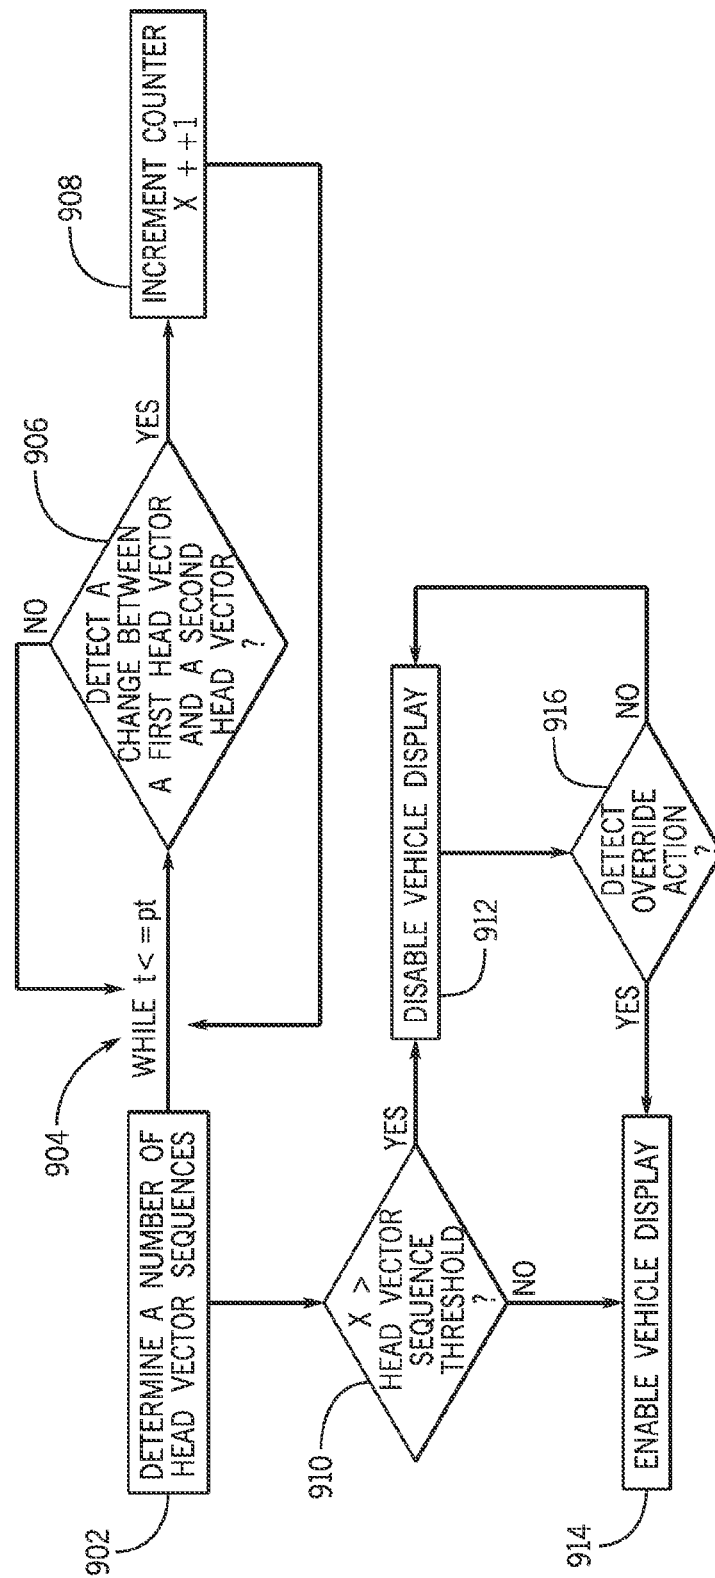 902
DETERMINE A NUMBER OF
HEAD VECTOR SEQUENCES
904
WHILE t< =pt
906
DETECT A
CHANGE BETWEEN
A FIRST HEAD VECTOR
AND A SECOND
HEAD VECTOR
?
NO
YES
908
INCREMENT COUNTER
X + +1
910
X >
HEAD VECTOR
SEQUENCE
THRESHOLD
?
YES
NO
912
DISABLE VEHICLE DISPLAY
916
DETECT
OVERRIDE
ACTION
?
NO
YES
914
ENABLE VEHICLE DISPLAY